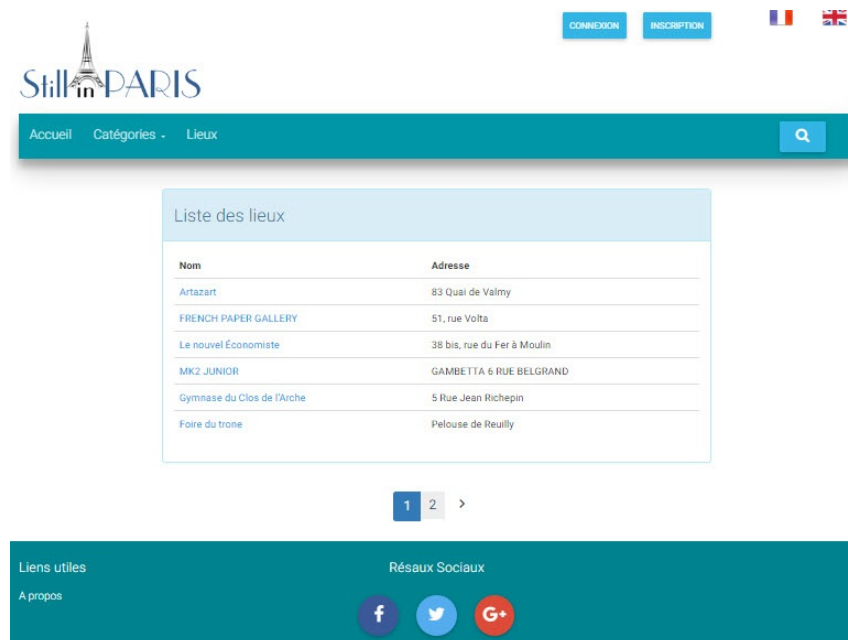 CONNEXION INSCRIPTION
Still in PARIS
Accueil Catégories Lieux
Liste des lieux
Nom Adresse
Artazart 83 Quai de Valmy
FRENCH PAPER GALLERY 51, rue Volta
Le nouvel Économiste 38 bis, rue du Fer à Moulin
MK2 JUNIOR GAMBETTA 6 RUE BELGRAND
Gymnase du Clos de l'Arche 5 Rue Jean Richepin
Foire du trone Pelouse de Reuilly
1 2 >
Liens utiles Résaux Sociaux
A propos
f G+